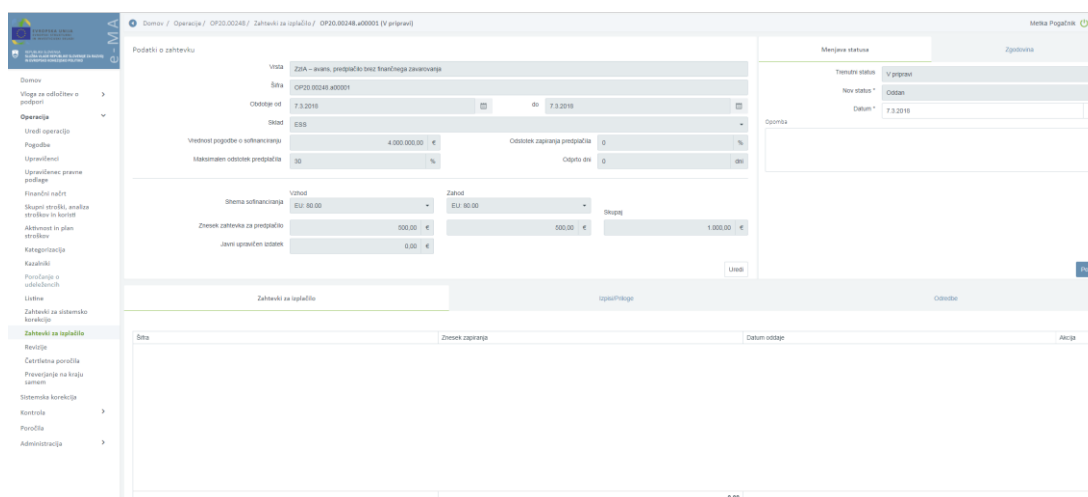 e-MA
Domov / Operacije / OP20.00248 / Zahtevki za izplačilo / OP20.00248.a00001 (V pripravi)
Metka Pogačnik
Domov
Vloga za odločitev o podpori
Operacija
Uredi operacijo
Pogodbe
Upravičenci
Upravičenec pravne podlage
Finančni načrt
Skupni stroški, analiza stroškov in koristi
Aktivnost in plan stroškov
Kategorizacija
Kazalniki
Poročanje o udeležencih
Listine
Zahtevki za sistemsko korekcijo
Zahtevki za izplačilo
Revizije
Četrtletna poročila
Preverjanje na kraju samem
Sistemska korekcija
Kontrola
Poročila
Administracija
Podatki o zahtevku
Vrsta ZzIA – avans, predplačilo brez finančnega zavarovanja
Šifra OP20.00248.a00001
Obdobje od 7.3.2016 do 7.3.2016
Sklad ESS
Vrednost pogodbe o sofinanciranju 4.000.000,00 € Odstotek zapiranja predplačila 0 %
Maksimalen odstotek predplačila 30 % Odprto dni 0 dni
Vzhod Zahod
Shema sofinanciranja EU: 80.00 EU: 80.00 Skupaj
Znesek zahtevka za predplačilo 500,00 € 500,00 € 1.000,00 €
Javni upravičen izdatek 0,00 €
Uredi
Menjava statusa Zgodovina
Trenutni status V pripravi
Nov status * Oddan
Datum * 7.3.2016
Opomba
Zahtevki za izplačilo Izpisi/Priloge Odredbe
Šifra Znesek zapiranja Datum oddaje Akcija
0,00